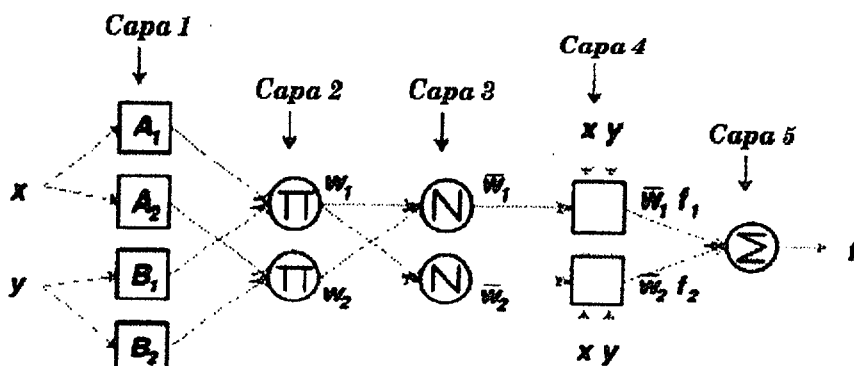 Capa 1
Capa 2
Capa 3
Capa 4
Capa 5
x y
A₁
A₂
B₁
B₂
x
y
Π
Π
w₁
w₂
N
N
w̅₁
w̅₂
w̅₁ f₁
w̅₂ f₂
x y
Σ
f